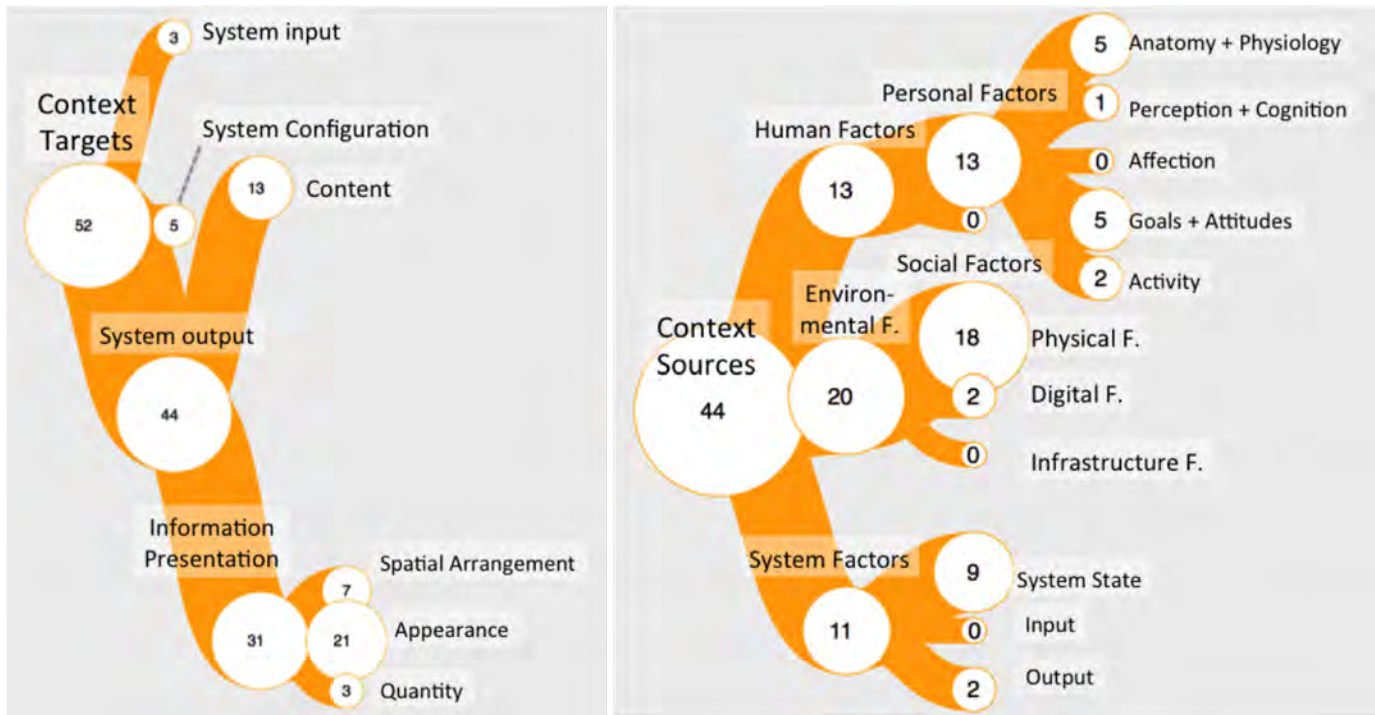 3
System input
Context
Targets
System Configuration
52
5
13
Content
System output
44
Information
Presentation
Spatial Arrangement
7
31
21
Appearance
3
Quantity
5
Anatomy + Physiology
Personal Factors
1
Perception + Cognition
Human Factors
13
13
0
Affection
0
5
Goals + Attitudes
Social Factors
2
Activity
Environ-
mental F.
Context
Sources
44
20
18
Physical F.
2
Digital F.
0
Infrastructure F.
System Factors
9
System State
11
0
Input
2
Output